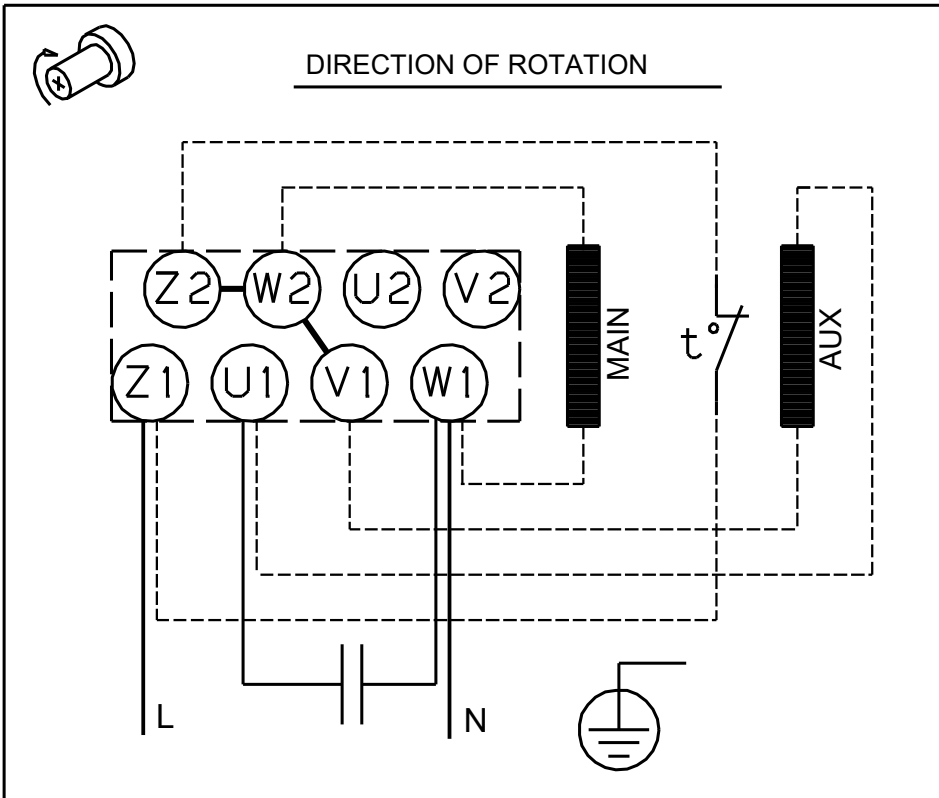 DIRECTION OF ROTATION
Z2 W2 U2 V2
Z1 U1 V1 W1
MAIN
t°
AUX
L
N